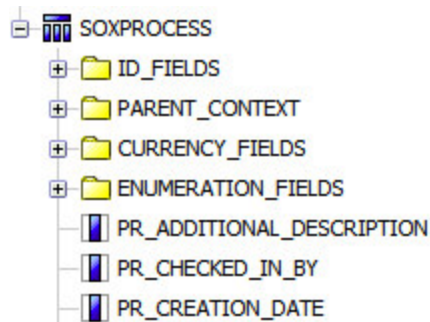 SOXPROCESS
ID_FIELDS
PARENT_CONTEXT
CURRENCY_FIELDS
ENUMERATION_FIELDS
PR_ADDITIONAL_DESCRIPTION
PR_CHECKED_IN_BY
PR_CREATION_DATE